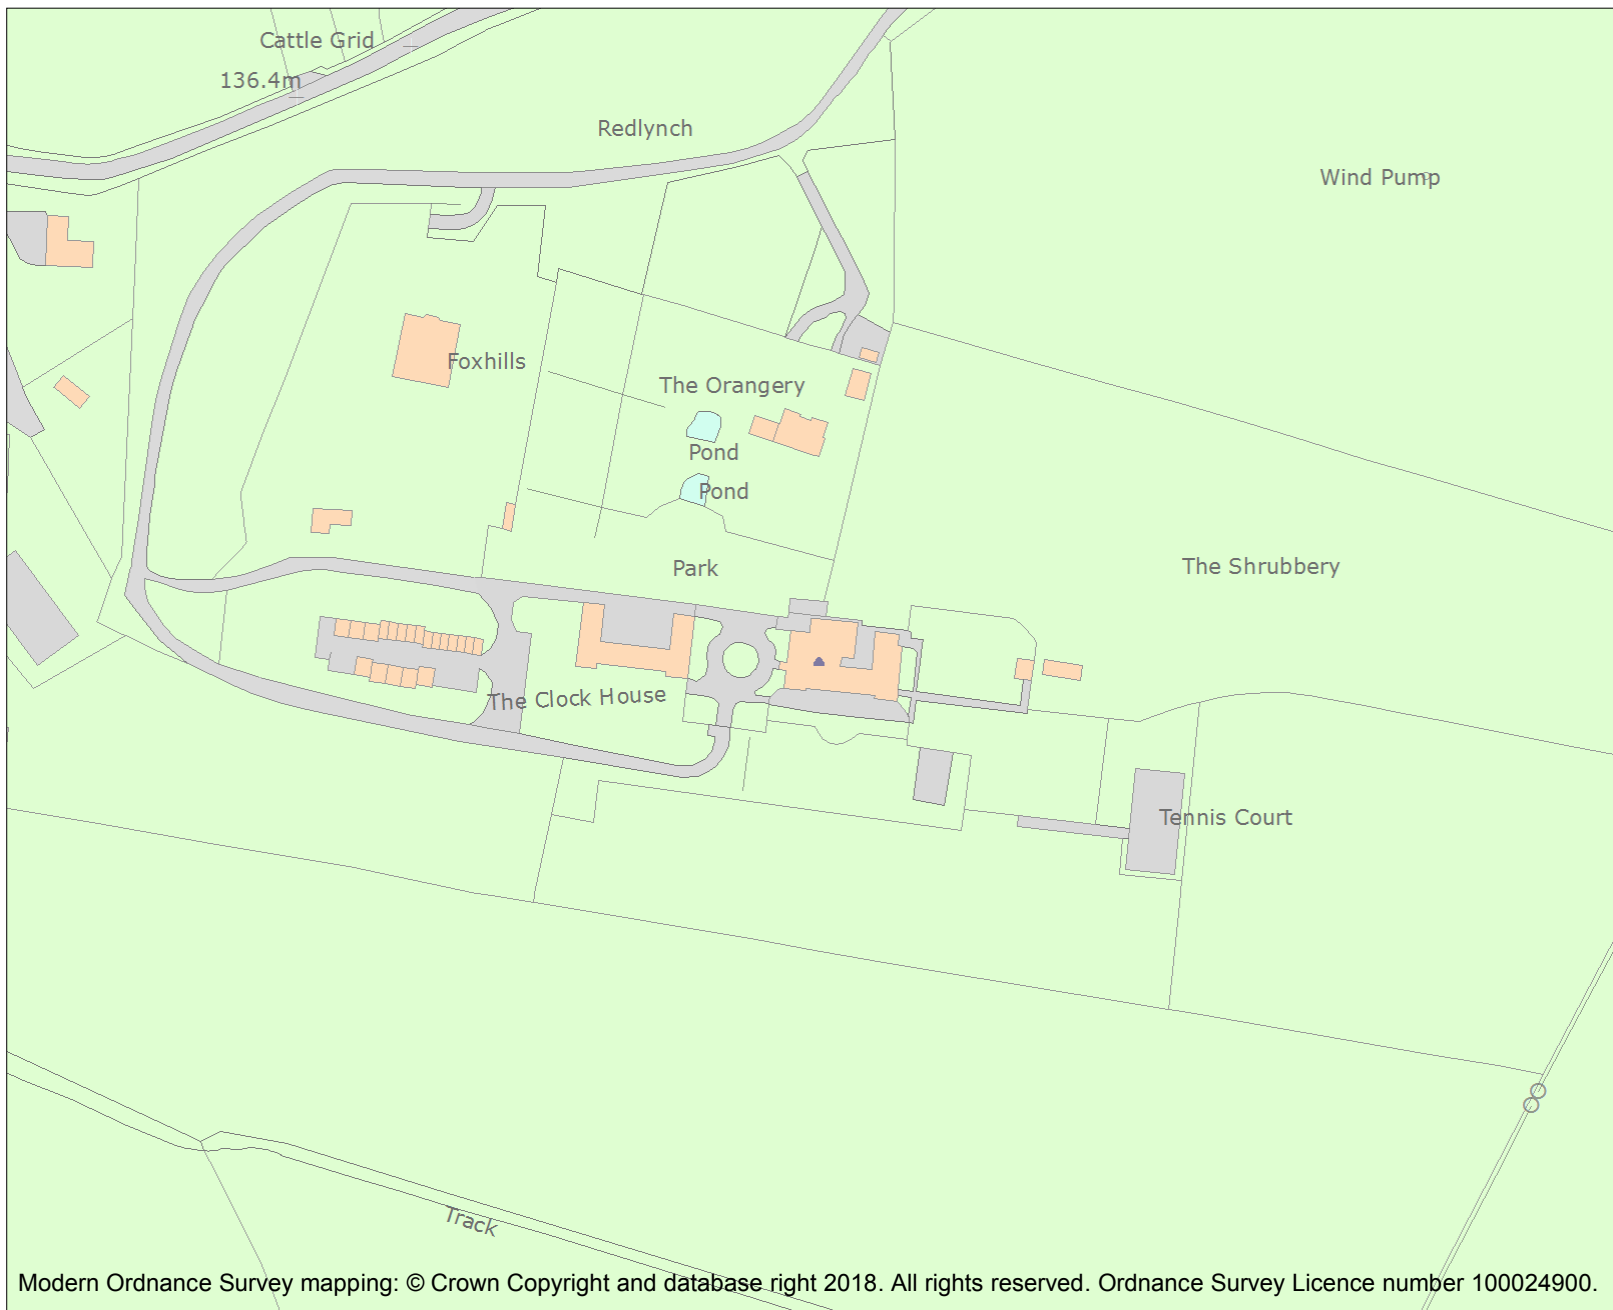 Cattle Grid
136.4m
Redlynch
Wind Pump
Foxhills
The Orangery
Pond
Pond
Park
The Shrubbery
The Clock House
Tennis Court
Track
Modern Ordnance Survey mapping: © Crown Copyright and database right 2018. All rights reserved. Ordnance Survey Licence number 100024900.